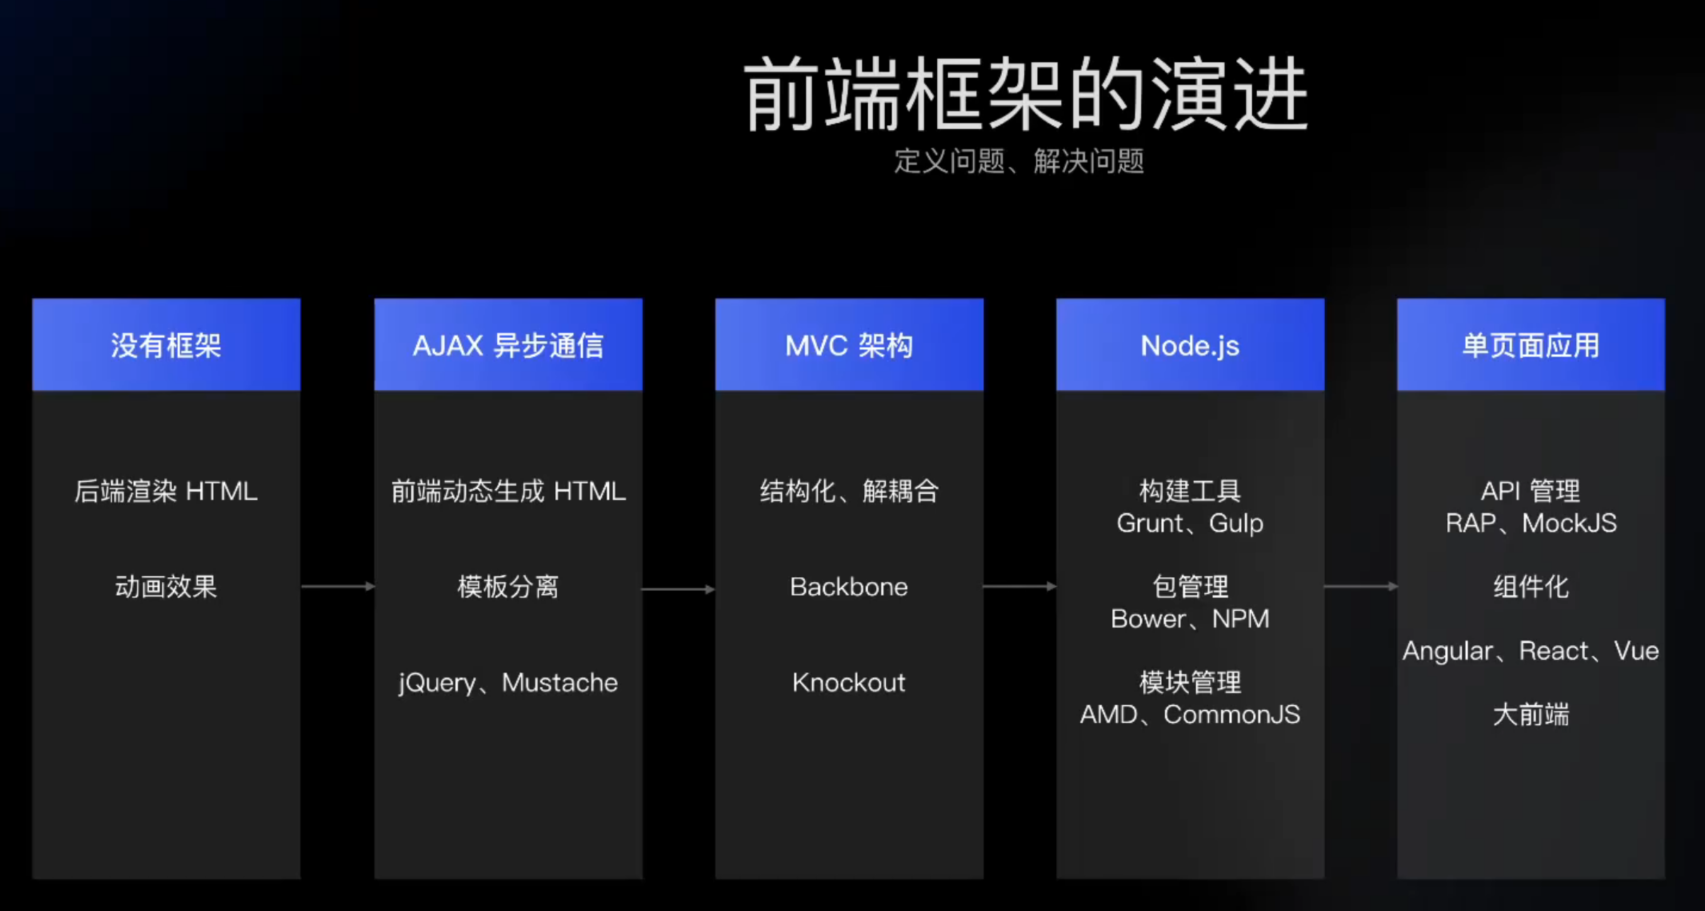 前端框架的演进
定义问题、解决问题
没有框架
后端渲染 HTML
动画效果
AJAX 异步通信
前端动态生成 HTML
模板分离
jQuery、Mustache
MVC 架构
结构化、解耦合
Backbone
Knockout
Node.js
构建工具
Grunt、Gulp
包管理
Bower、NPM
模块管理
AMD、CommonJS
单页面应用
API 管理
RAP、MockJS
组件化
Angular、React、Vue
大前端